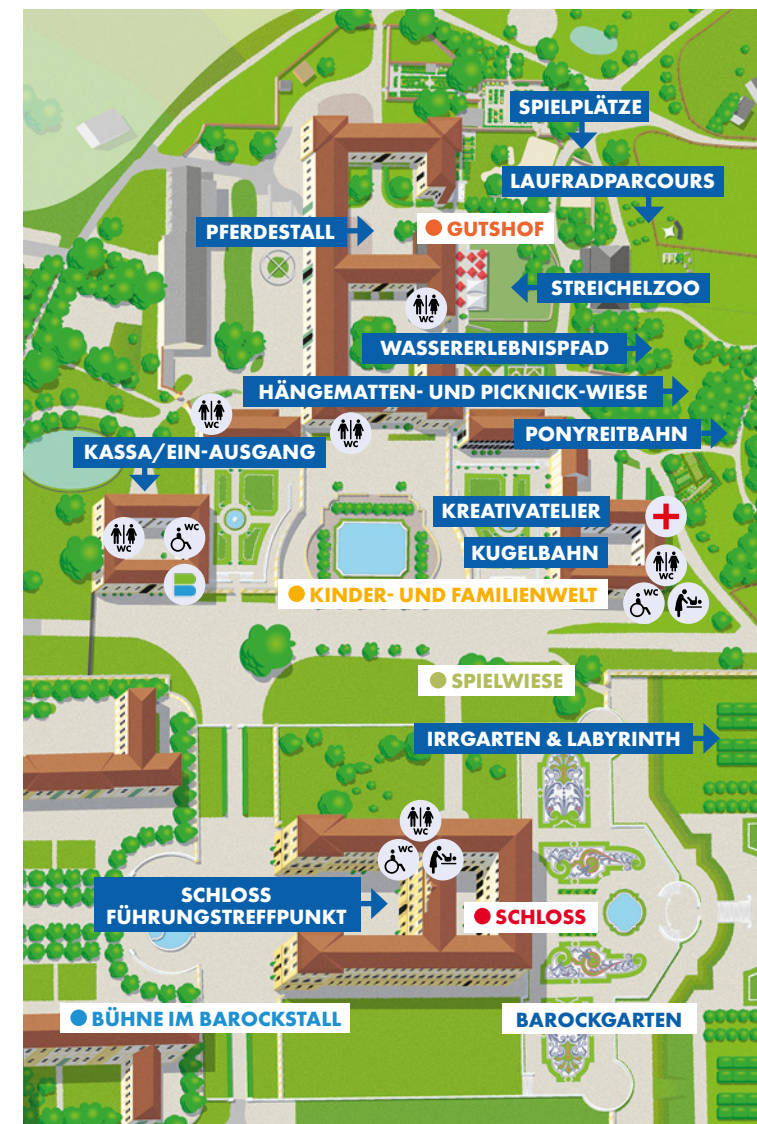 SPIELPLÄTZE
LAUFRADPARCOURS
PFERDESTALL
GUTSHOF
STREICHELZOO
WC
WASSERERLEBNISPFAD
HÄNGEMATTEN- UND PICKNICK-WIESE
WC
WC
PONYREITBAHN
KASSA/EIN-AUSGANG
KREATIVATELIER
WC
WC
KUGELBAHN
WC
B
KINDER- UND FAMILIENWELT
WC
SPIELWIESE
IRRGARTEN & LABYRINTH
WC
WC
SCHLOSS
FÜHRUNGSTREFFPUNKT
SCHLOSS
BÜHNE IM BAROCKSTALL
BAROCKGARTEN